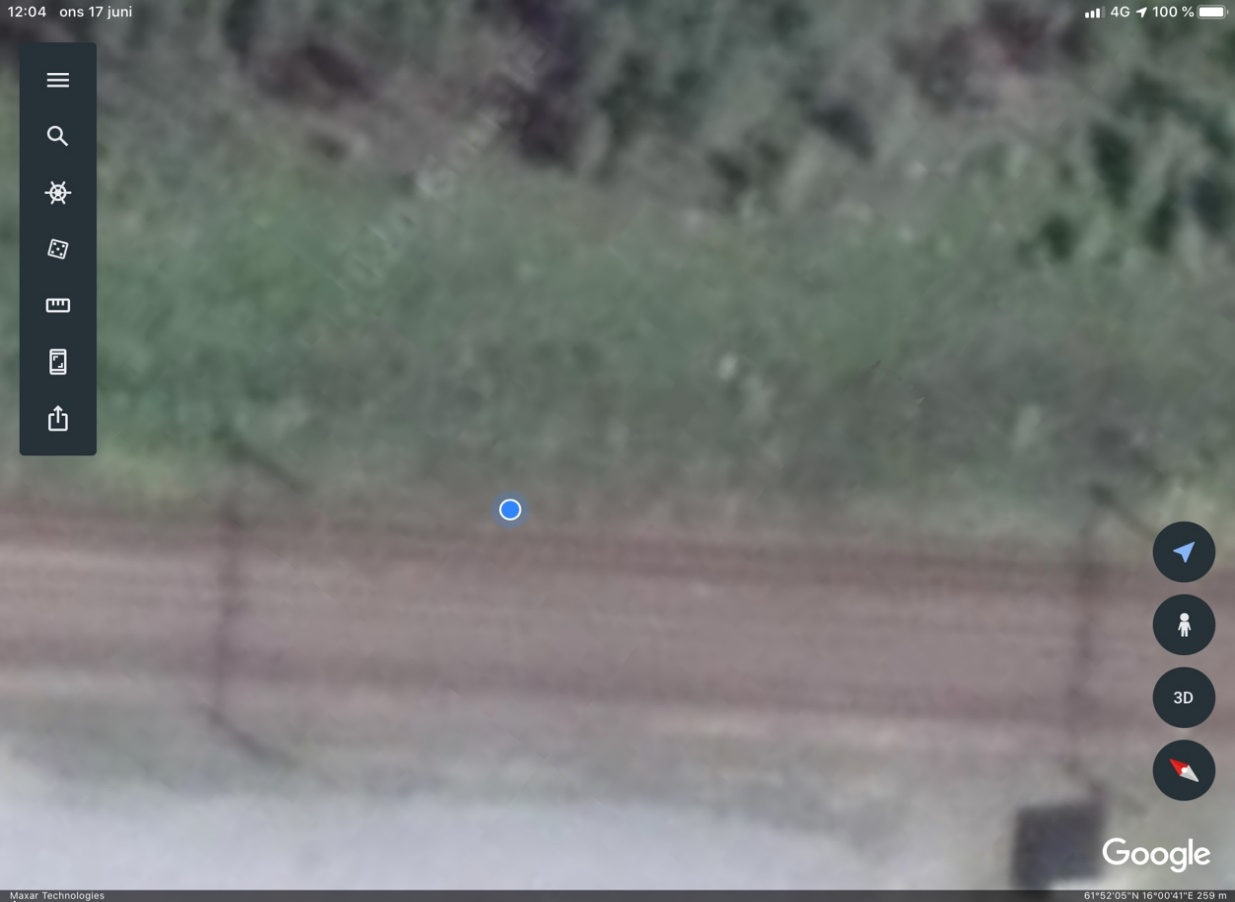 12:04 ons 17 juni
4G 100 %
3D
Google
Maxar Technologies
61°52'05"N 16°00'41"E 259 m